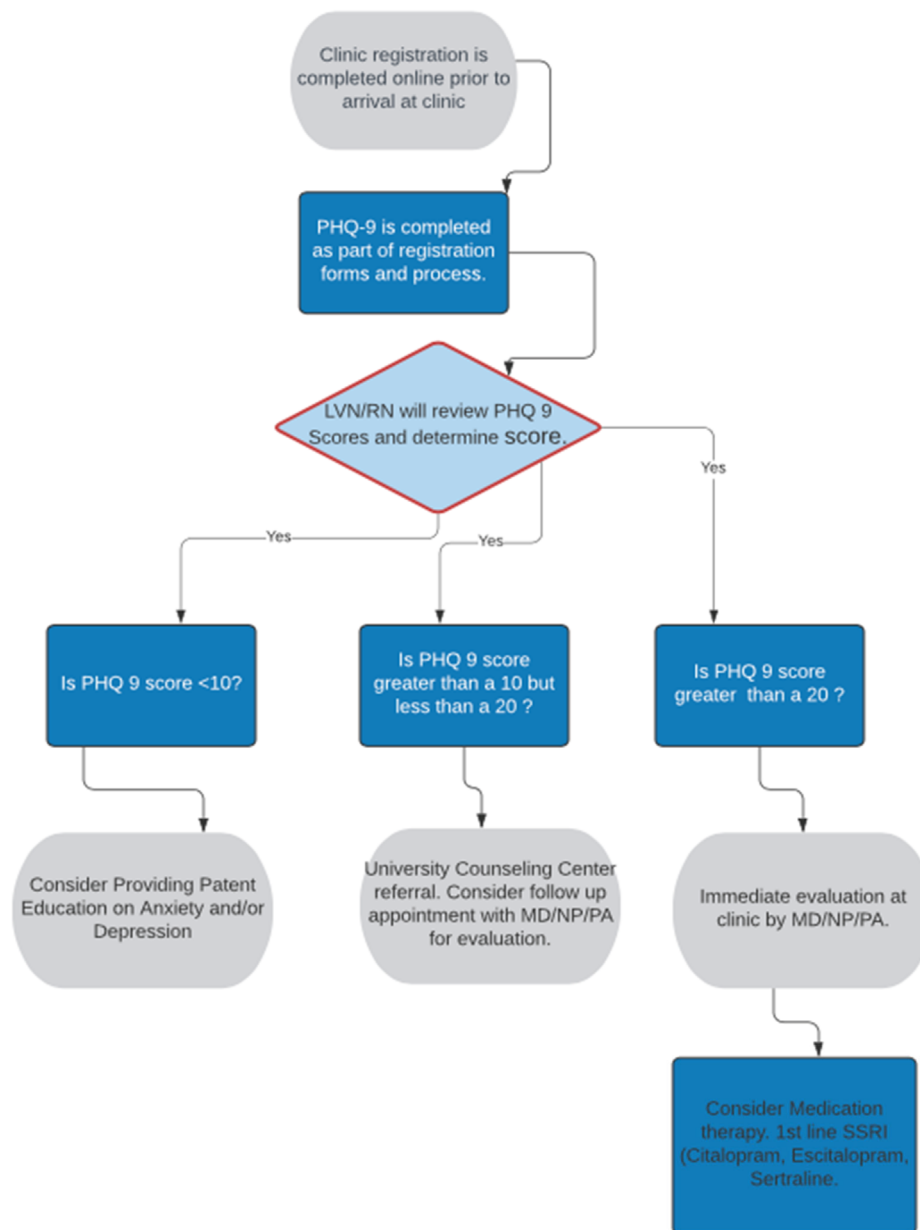 Clinic registration is
completed online prior to
arrival at clinic
PHQ-9 is completed
as part of registration
forms and process.
LVN/RN will review PHQ 9
Scores and determine score.
Yes
Yes
Yes
Is PHQ 9 score <10?
Is PHQ 9 score
greater than a 10 but
less than a 20 ?
Is PHQ 9 score
greater than a 20 ?
Consider Providing Patent
Education on Anxiety and/or
Depression
University Counseling Center
referral. Consider follow up
appointment with MD/NP/PA
for evaluation.
Immediate evaluation at
clinic by MD/NP/PA.
Consider Medication
therapy. 1st line SSRI
(Citalopram, Escitalopram,
Sertraline.